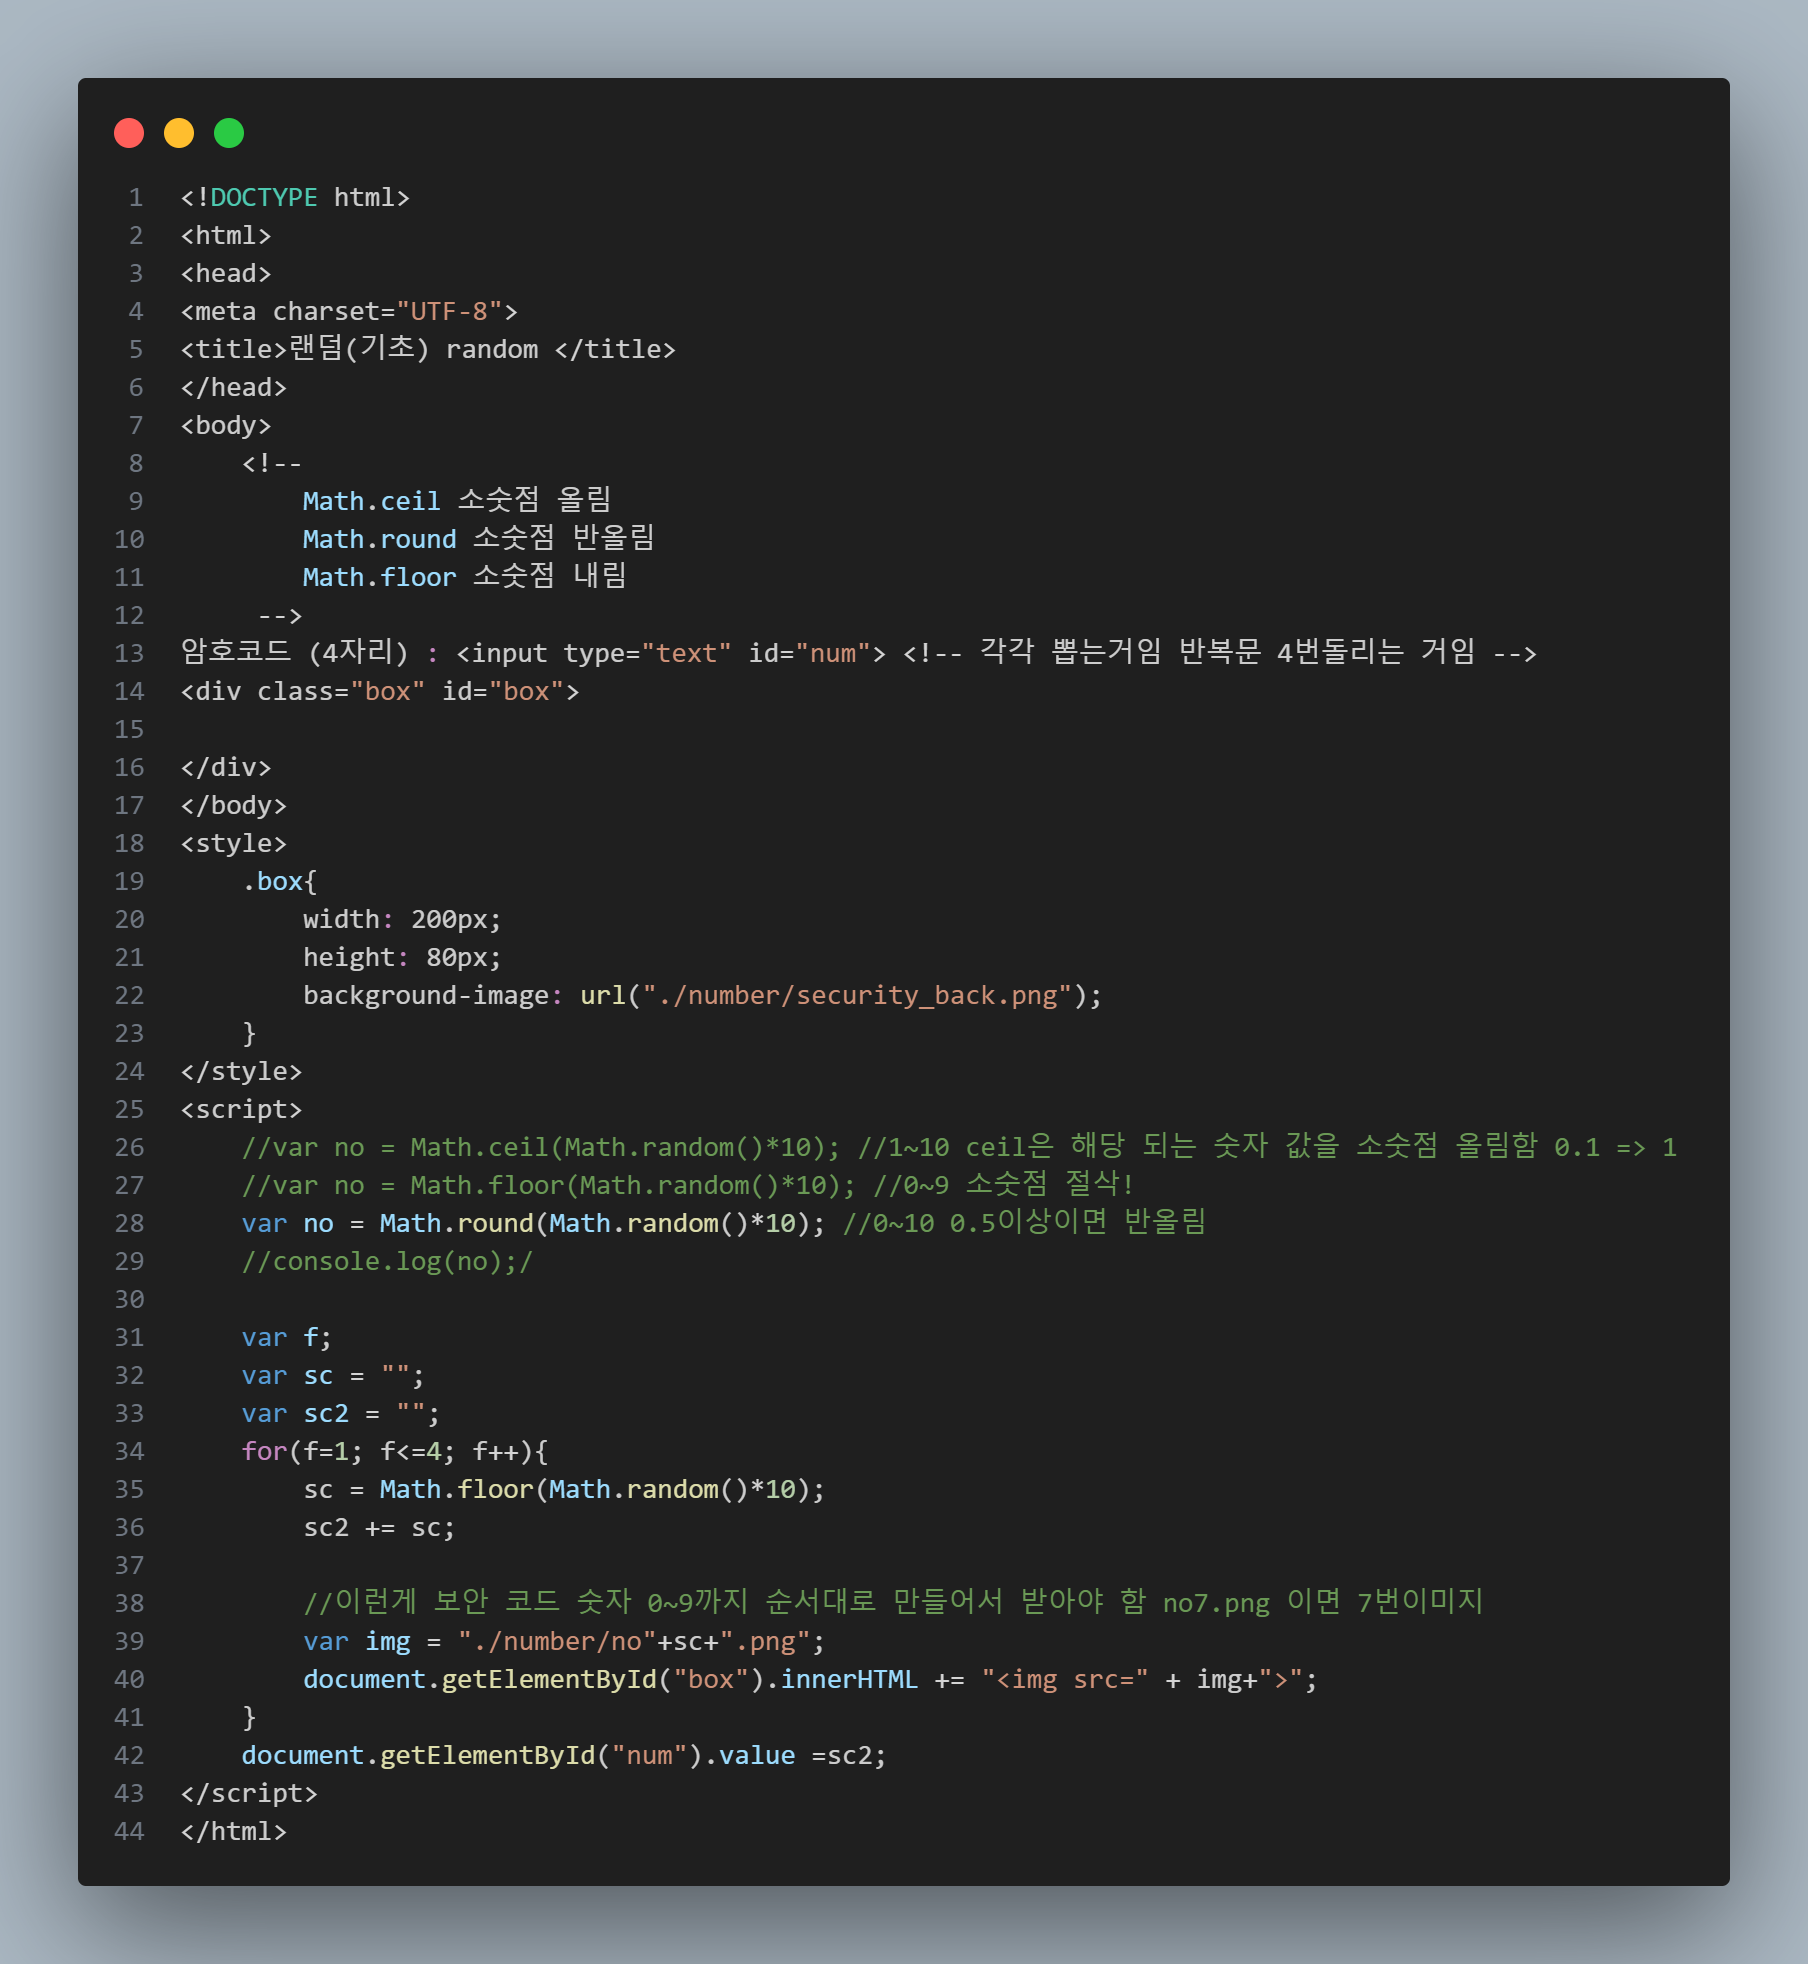 1 <!DOCTYPE html>
2 <html>
3 <head>
4 <meta charset="UTF-8">
5 <title>랜덤(기초) random </title>
6 </head>
7 <body>
8     <!--
9         Math.ceil 소숫점 올림
10         Math.round 소숫점 반올림
11         Math.floor 소숫점 내림
12      -->
13 암호코드 (4자리) : <input type="text" id="num"> <!-- 각각 뽑는거임 반복문 4번돌리는 거임 -->
14 <div class="box" id="box">
15
16 </div>
17 </body>
18 <style>
19     .box{
20         width: 200px;
21         height: 80px;
22         background-image: url("./number/security_back.png");
23     }
24 </style>
25 <script>
26     //var no = Math.ceil(Math.random()*10); //1~10 ceil은 해당 되는 숫자 값을 소숫점 올림함 0.1 => 1
27     //var no = Math.floor(Math.random()*10); //0~9 소숫점 절삭!
28     var no = Math.round(Math.random()*10); //0~10 0.5이상이면 반올림
29     //console.log(no);/
30
31     var f;
32     var sc = "";
33     var sc2 = "";
34     for(f=1; f<=4; f++){
35         sc = Math.floor(Math.random()*10);
36         sc2 += sc;
37
38         //이런게 보안 코드 숫자 0~9까지 순서대로 만들어서 받아야 함 no7.png 이면 7번이미지
39         var img = "./number/no"+sc+".png";
40         document.getElementById("box").innerHTML += "<img src=" + img+">";
41     }
42     document.getElementById("num").value =sc2;
43 </script>
44 </html>